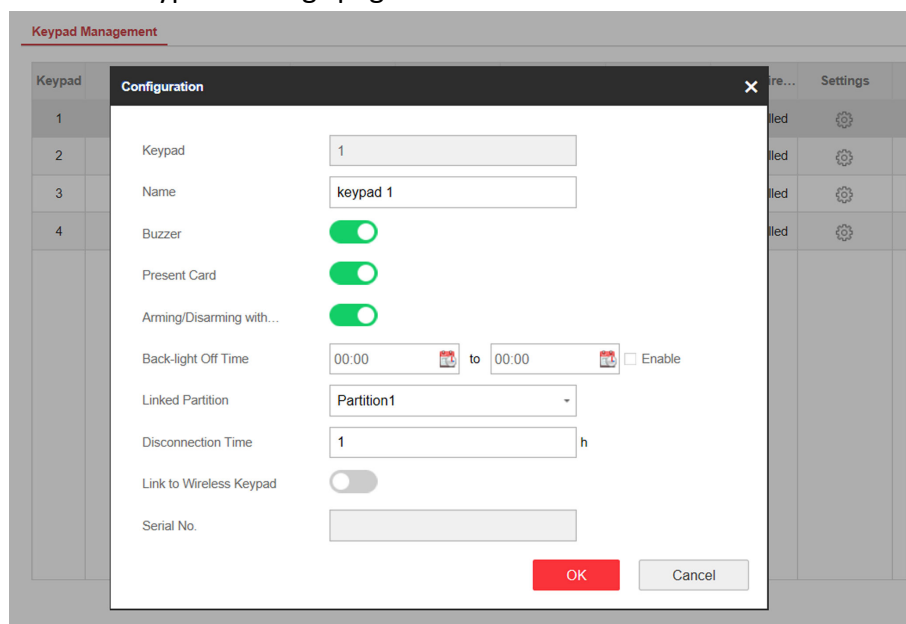 Keypad Management
Keypad ire... Settings
Configuration
1 lled
2 lled
3 lled
4 lled
Keypad 1
Name keypad 1
Buzzer
Present Card
Arming/Disarming with...
Back-light Off Time 00:00 to 00:00 Enable
Linked Partition Partition1
Disconnection Time 1 h
Link to Wireless Keypad
Serial No.
OK Cancel